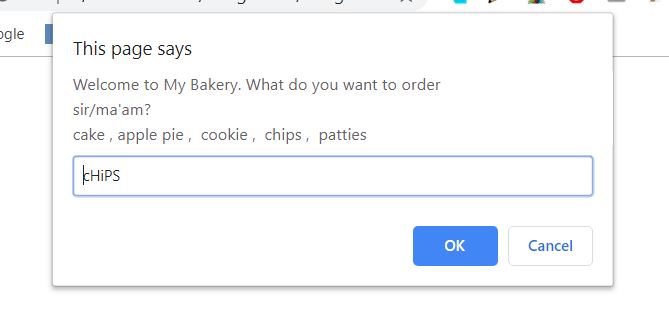 ogle
This page says
Welcome to My Bakery. What do you want to order
sir/ma'am?
cake , apple pie ,  cookie ,  chips ,  patties
cHiPS
OK Cancel